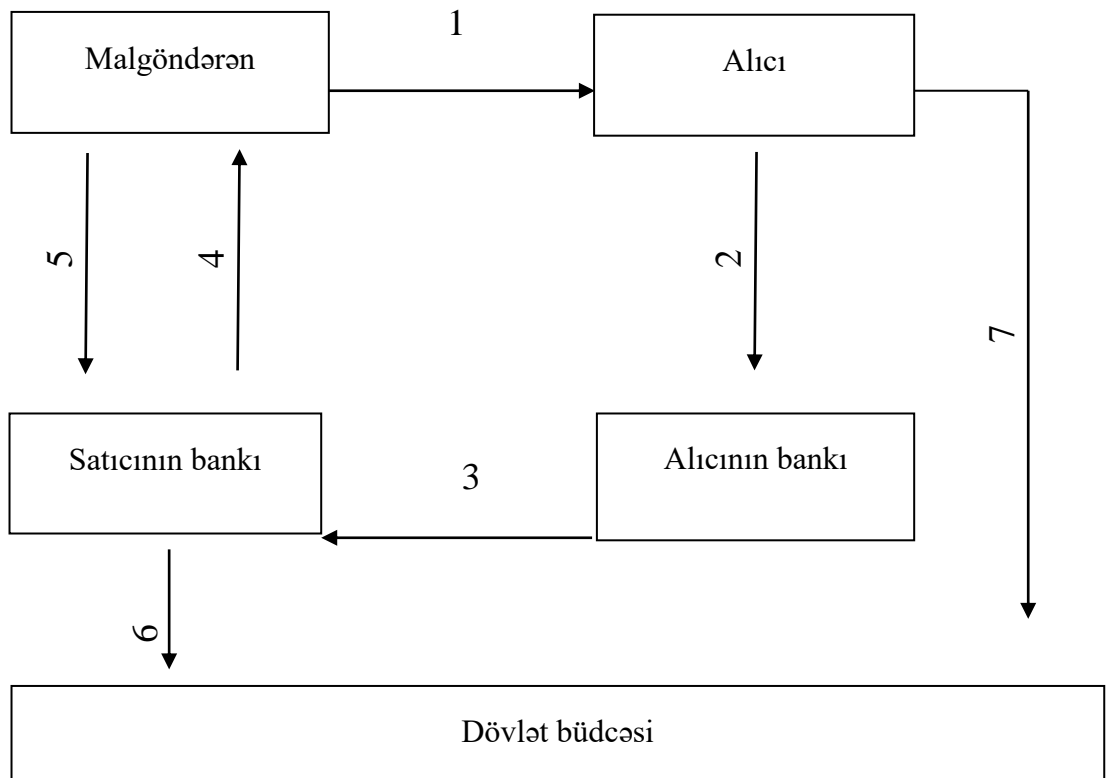 1
Malgöndərən
Alıcı
5
4
2
7
Satıcının bankı
3
Alıcının bankı
6
Dövlət büdcəsi